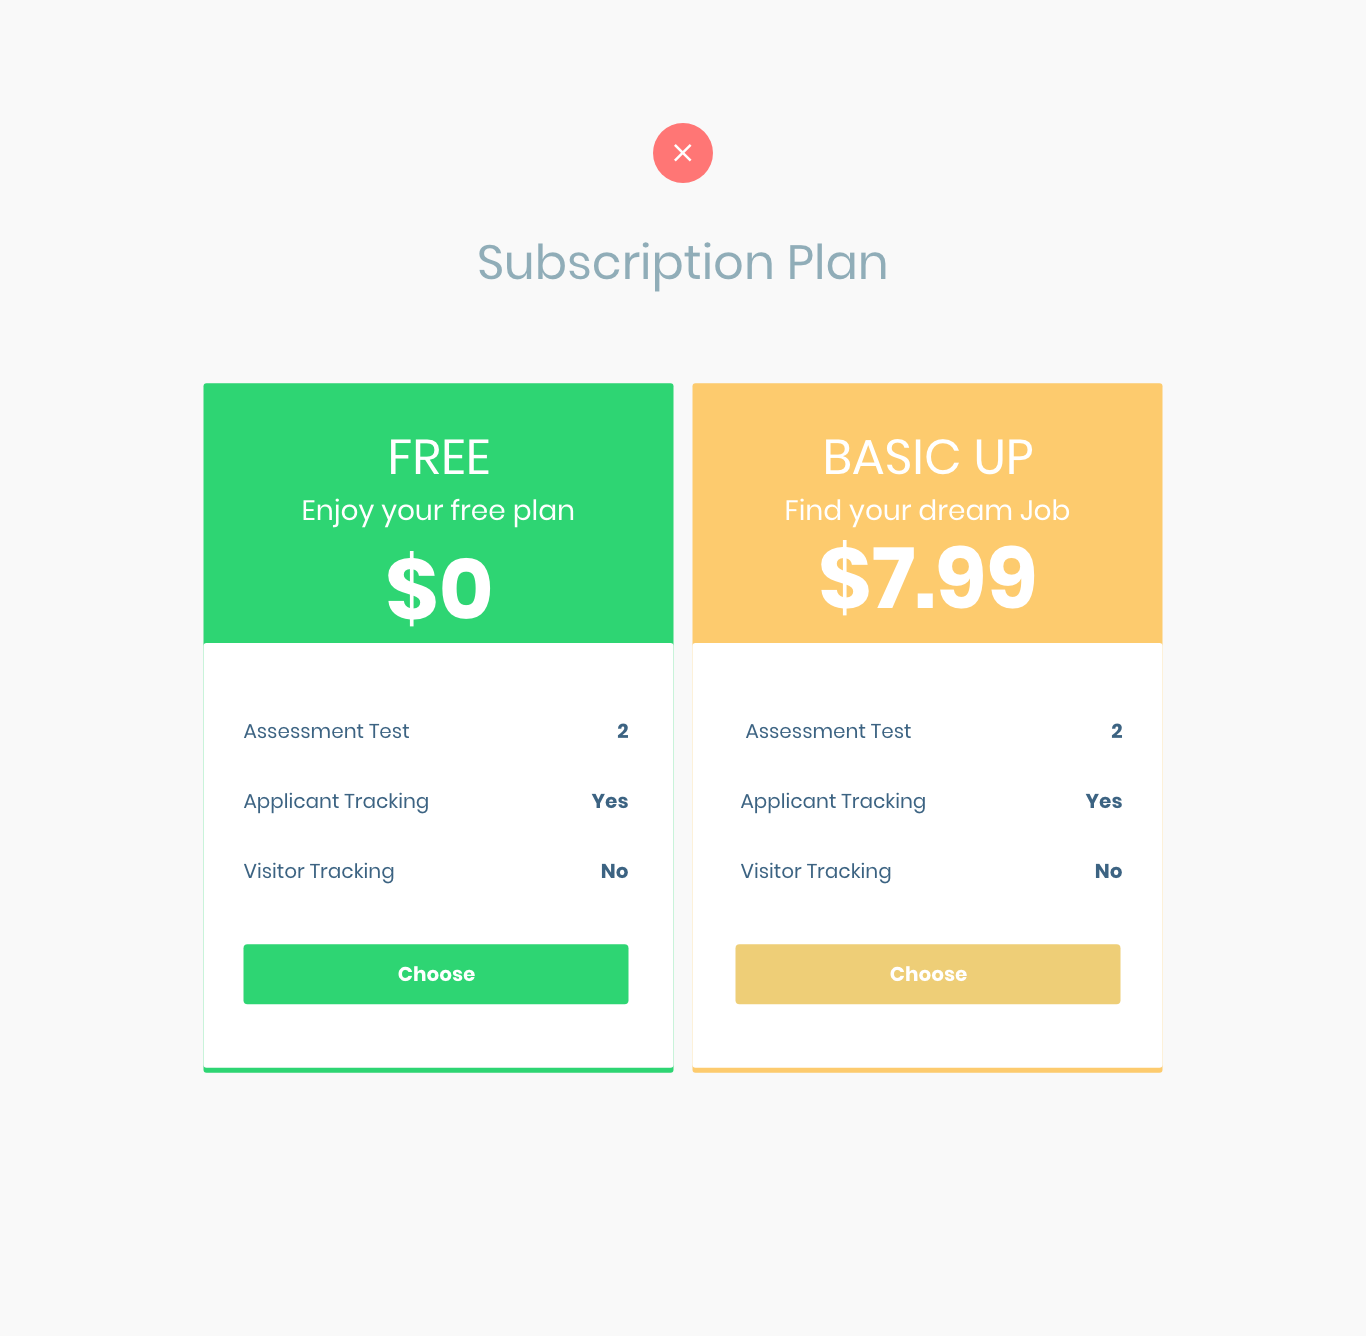 Subscription Plan
FREE
Enjoy your free plan
$0
Assessment Test 2
Applicant Tracking Yes
Visitor Tracking No
Choose
BASIC UP
Find your dream Job
$7.99
Assessment Test 2
Applicant Tracking Yes
Visitor Tracking No
Choose